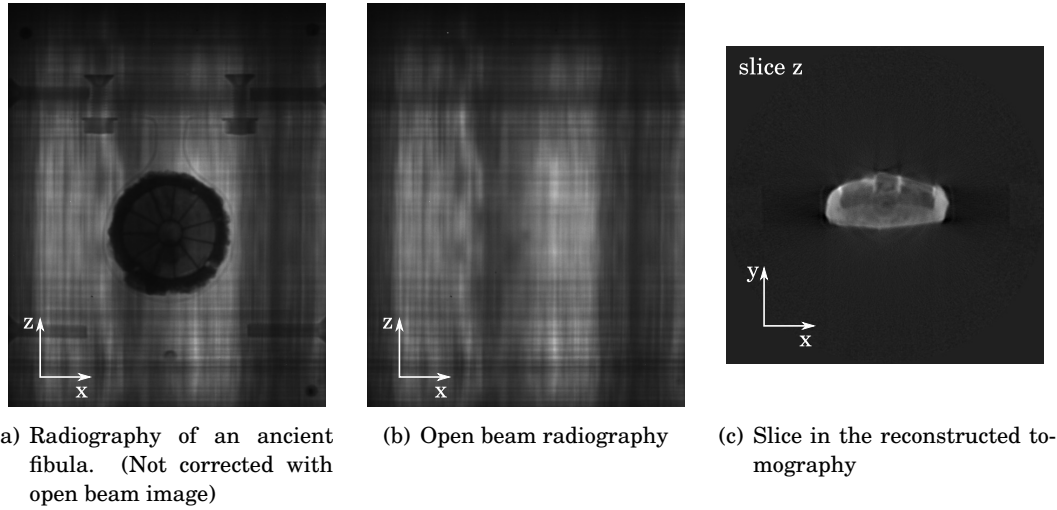 z
x
z
x
slice z
y
x
a) Radiography of an ancient
fibula. (Not corrected with
open beam image)
(b) Open beam radiography
(c) Slice in the reconstructed to-
mography